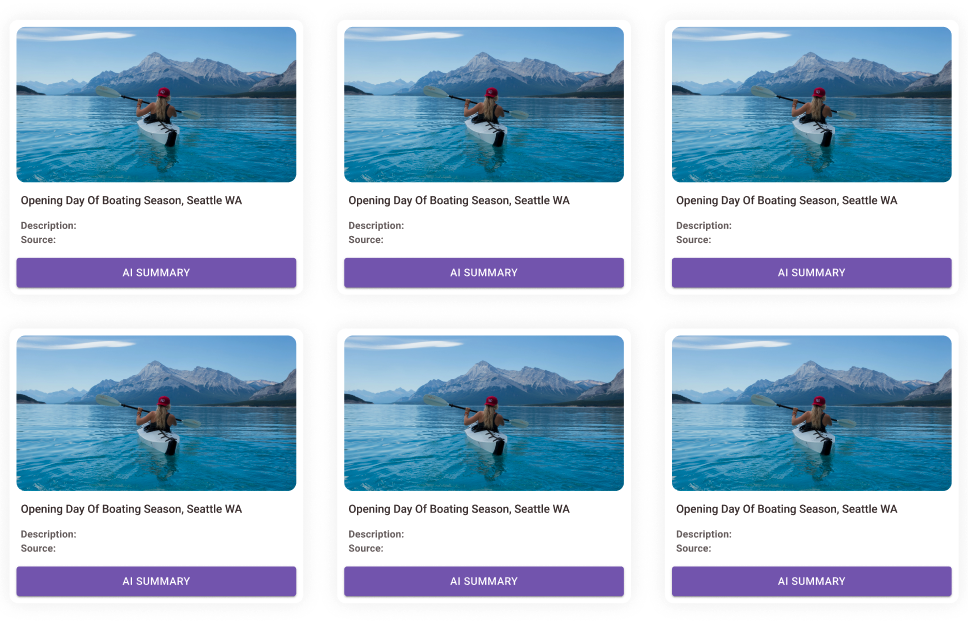 Opening Day Of Boating Season, Seattle WA
Description:
Source:
AI SUMMARY
Opening Day Of Boating Season, Seattle WA
Description:
Source:
AI SUMMARY
Opening Day Of Boating Season, Seattle WA
Description:
Source:
AI SUMMARY
Opening Day Of Boating Season, Seattle WA
Description:
Source:
AI SUMMARY
Opening Day Of Boating Season, Seattle WA
Description:
Source:
AI SUMMARY
Opening Day Of Boating Season, Seattle WA
Description:
Source:
AI SUMMARY